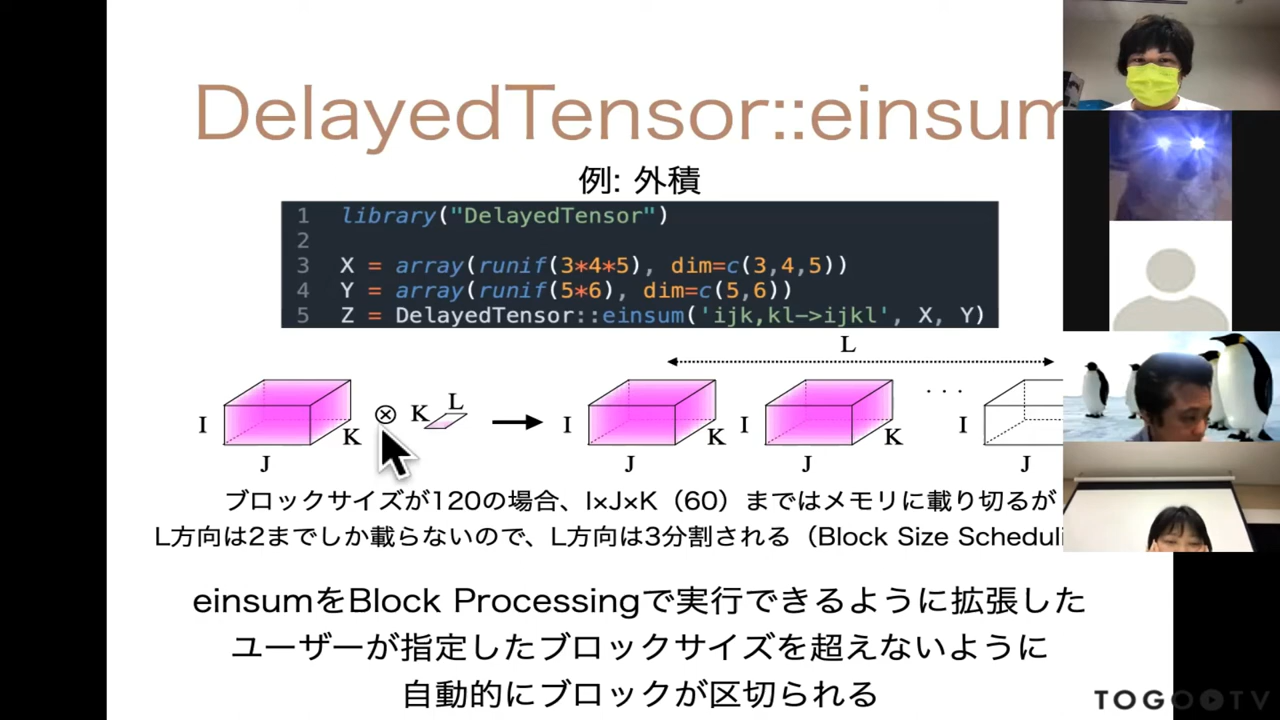 DelayedTensor::einsum
例: 外積
1 library("DelayedTensor")
2
3 X = array(runif(3*4*5), dim=c(3,4,5))
4 Y = array(runif(5*6), dim=c(5,6))
5 Z = DelayedTensor::einsum('ijk,kl->ijkl', X, Y)
L
I J K ⊗ K L → I J K I J K · · · I J
ブロックサイズが120の場合、I×J×K（60）まではメモリに載り切るが
L方向は2までしか載らないので、L方向は3分割される（Block Size Scheduli
einsumをBlock Processingで実行できるように拡張した
ユーザーが指定したブロックサイズを超えないように
自動的にブロックが区切られる
TOGOTV